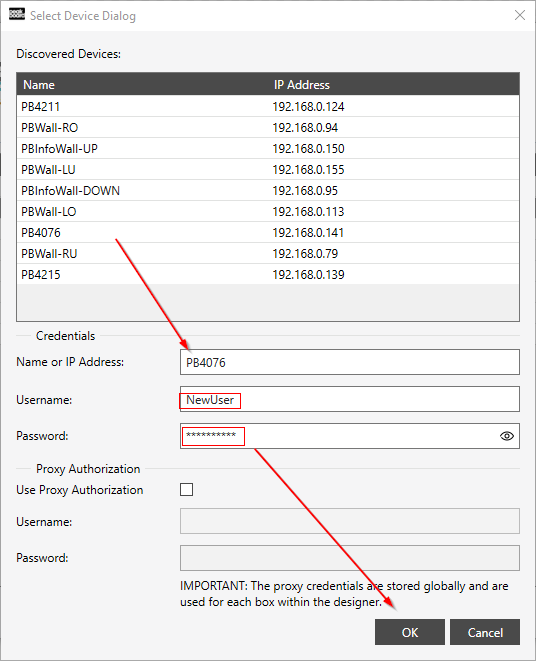 peak board Select Device Dialog
Discovered Devices:
Name IP Address
PB4211 192.168.0.124
PBWall-RO 192.168.0.94
PBInfoWall-UP 192.168.0.150
PBWall-LU 192.168.0.155
PBInfoWall-DOWN 192.168.0.95
PBWall-LO 192.168.0.113
PB4076 192.168.0.141
PBWall-RU 192.168.0.79
PB4215 192.168.0.139
Credentials
Name or IP Address: PB4076
Username: NewUser
Password: **********
Proxy Authorization
Use Proxy Authorization
Username:
Password:
IMPORTANT: The proxy credentials are stored globally and are
used for each box within the designer.
OK Cancel